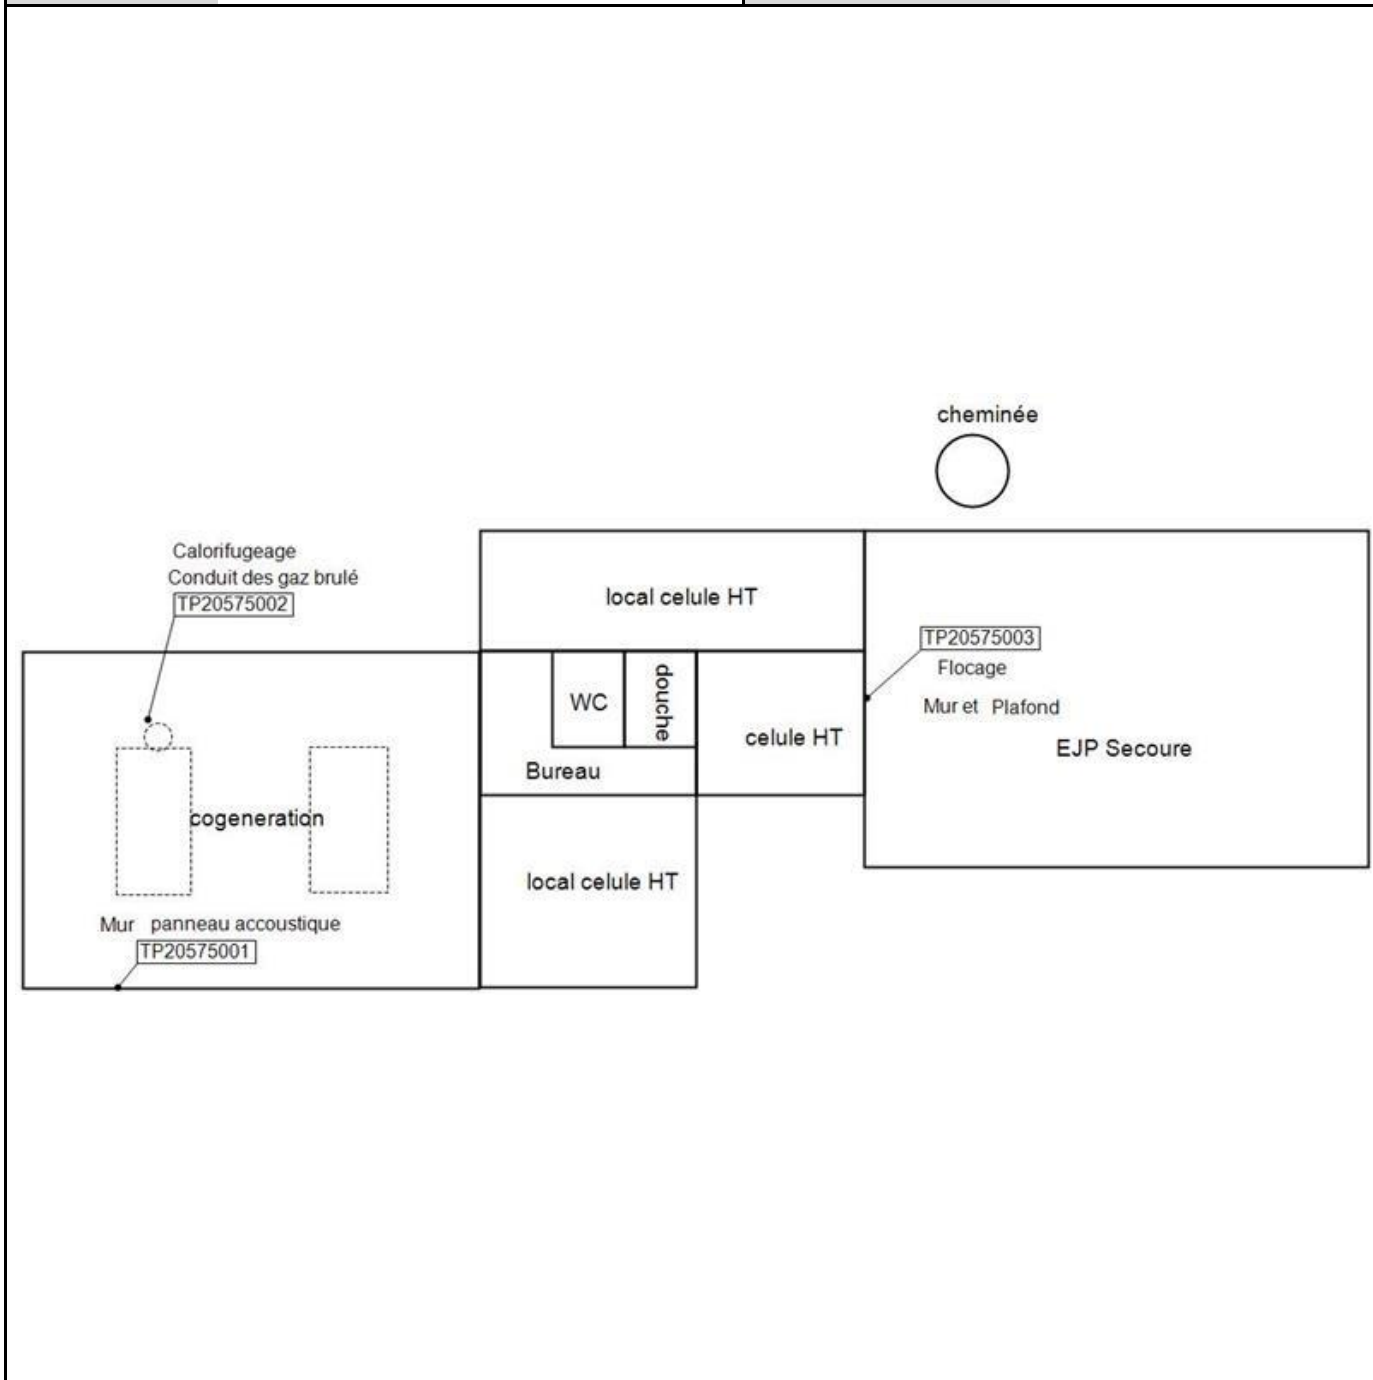 cheminée
Calorifugeage
Conduit des gaz brulé
TP20575002
local celule HT
TP20575003
Flocage
Mur et Plafond
EJP Secoure
WC
douche
celule HT
Bureau
cogeneration
local celule HT
Mur panneau accoustique
TP20575001